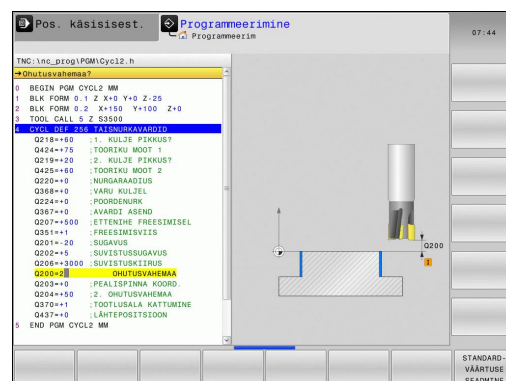 Pos. käsisisest.
Programmeerimine
Programmeerim
07:44
TNC:\nc_prog\PGM\Cycl2.h
→Ohutusvahemaa?
0 BEGIN PGM CYCL2 MM
1 BLK FORM 0.1 Z X+0 Y+0 Z-25
2 BLK FORM 0.2 X+150 Y+100 Z+0
3 TOOL CALL 5 Z S3500
4 CYCL DEF 256 TAISNURKAVARDID
Q218=+60 ;1. KULJE PIKKUS?
Q424=+75 ;TOORIKU MOOT 1
Q219=+20 ;2. KULJE PIKKUS?
Q425=+60 ;TOORIKU MOOT 2
Q220=+0 ;NURGARAADIUS
Q368=+0 ;VARU KULJEL
Q224=+0 ;POORDENURK
Q367=+0 ;AVARDI ASEND
Q207=+500 ;ETTENIHE FREESIMISEL
Q351=+1 ;FREESIMISVIIS
Q201=-20 ;SUGAVUS
Q202=+5 ;SUVISTUSSUGAVUS
Q206=+3000 ;SUVISTUSKIIRUS
Q200=2 OHUTUSVAHEMAA
Q203=+0 ;PEALISPINNA KOORD.
Q204=+50 ;2. OHUTUSVAHEMAA
Q370=+1 ;TOOTLUSALA KATTUMINE
Q437=+0 ;LÄHTEPOSITSIOON
5 END PGM CYCL2 MM
Q200
STANDARD-
VÄÄRTUSE
SEADMINE